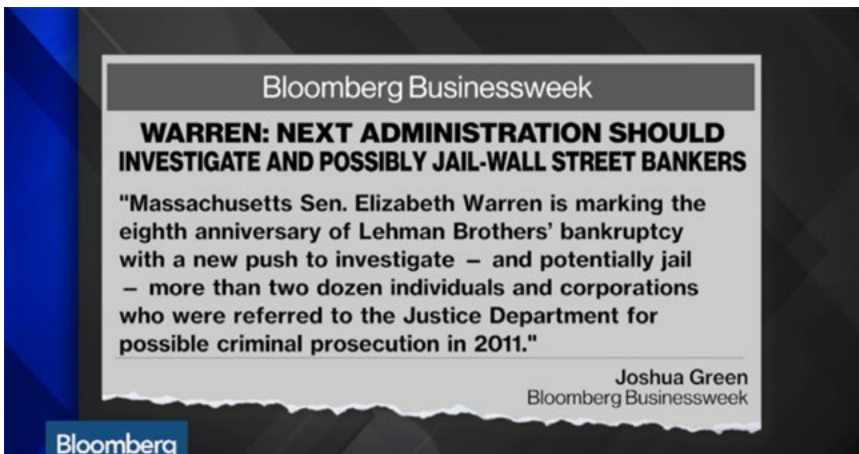 Bloomberg Businessweek
WARREN: NEXT ADMINISTRATION SHOULD
INVESTIGATE AND POSSIBLY JAIL-WALL STREET BANKERS
"Massachusetts Sen. Elizabeth Warren is marking the
eighth anniversary of Lehman Brothers' bankruptcy
with a new push to investigate – and potentially jail
– more than two dozen individuals and corporations
who were referred to the Justice Department for
possible criminal prosecution in 2011."
Joshua Green
Bloomberg Businessweek
Bloomberg